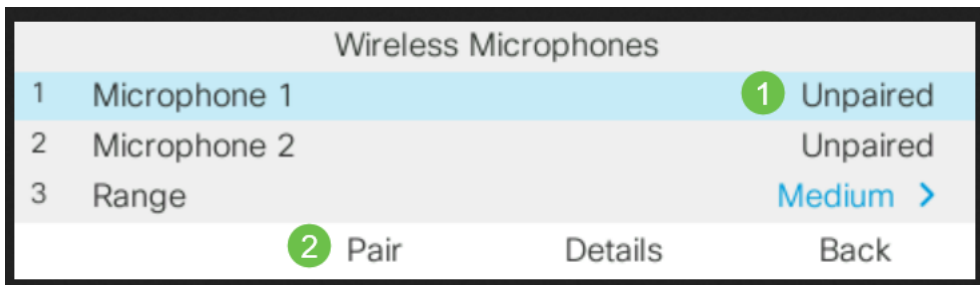 Wireless Microphones
1 Microphone 1 1 Unpaired
2 Microphone 2 Unpaired
3 Range Medium >
2 Pair Details Back